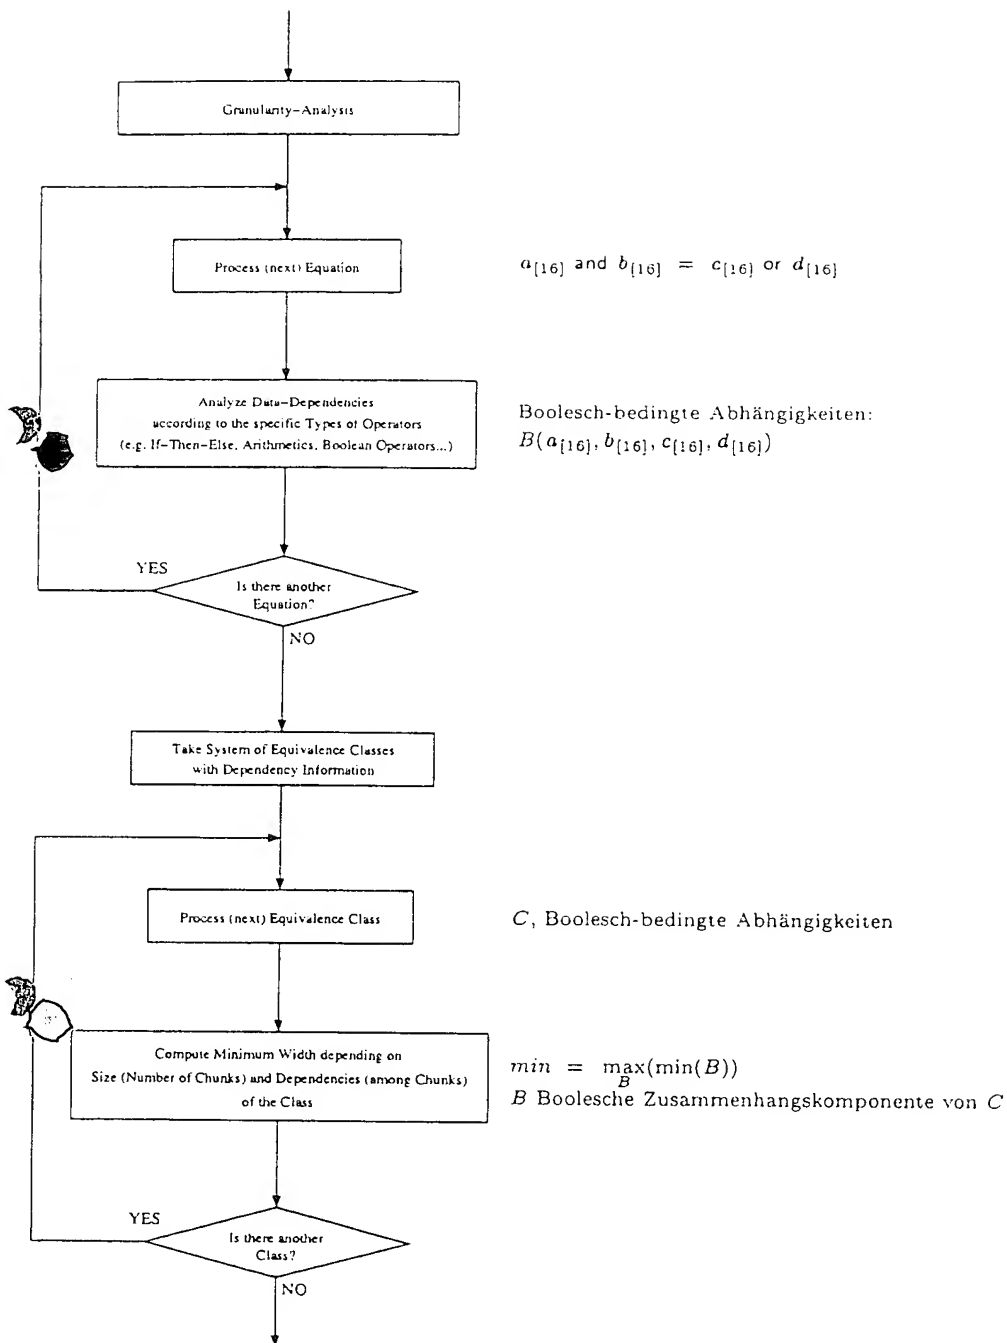 Granularity-Analysis
Process (next) Equation
a[16] and b[16] = c[16] or d[16]
Analyze Data-Dependencies
according to the specific Types of Operators
(e.g. If-Then-Else, Arithmetics, Boolean Operators...)
Boolesch-bedingte Abhängigkeiten:
B(a[16], b[16], c[16], d[16])
YES
Is there another
Equation?
NO
Take System of Equivalence Classes
with Dependency Information
Process (next) Equivalence Class
C, Boolesch-bedingte Abhängigkeiten
Compute Minimum Width depending on
Size (Number of Chunks) and Dependencies (among Chunks)
of the Class
min = max(min(B))
B
B Boolesche Zusammenhangskomponente von C
YES
Is there another
Class?
NO